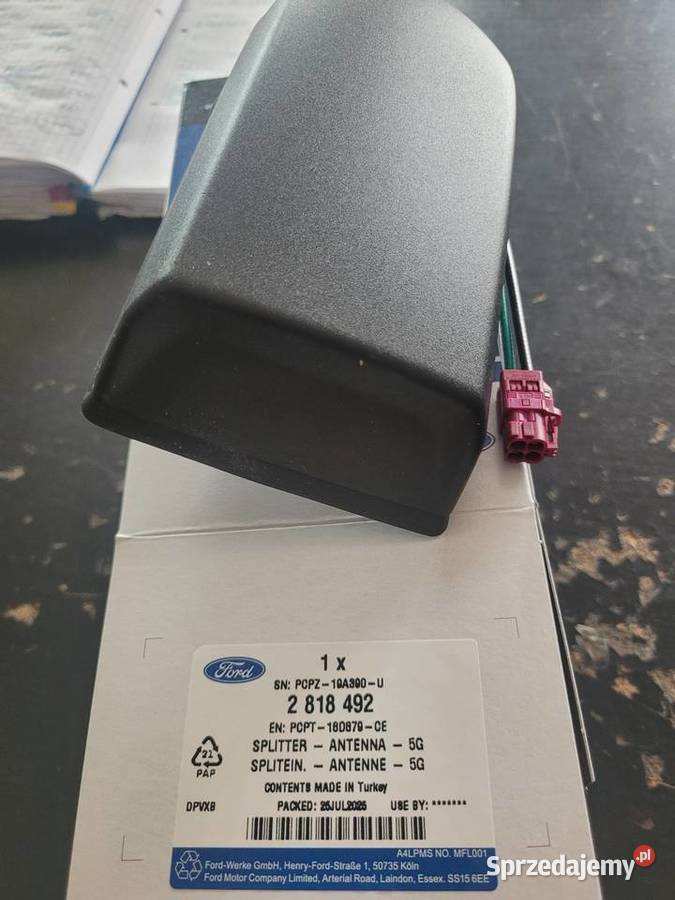 Ford
1 x
SN: PCPZ-19A390-U
2 818 492
EN: PCPT-18D879-CE
SPLITTER - ANTENNA - 5G
SPLITEIN. - ANTENNE - 5G
21
PAP
CONTENTS MADE IN Turkey
DPVXB
PACKED: 25JUL2025
USE BY: *******
A4LPMS NO. MFL001
Ford-Werke GmbH, Henry-Ford-Straße 1, 50735 Köln
Ford Motor Company Limited, Arterial Road, Laindon, Essex. SS15 6EE
Sprzedajemy.pl